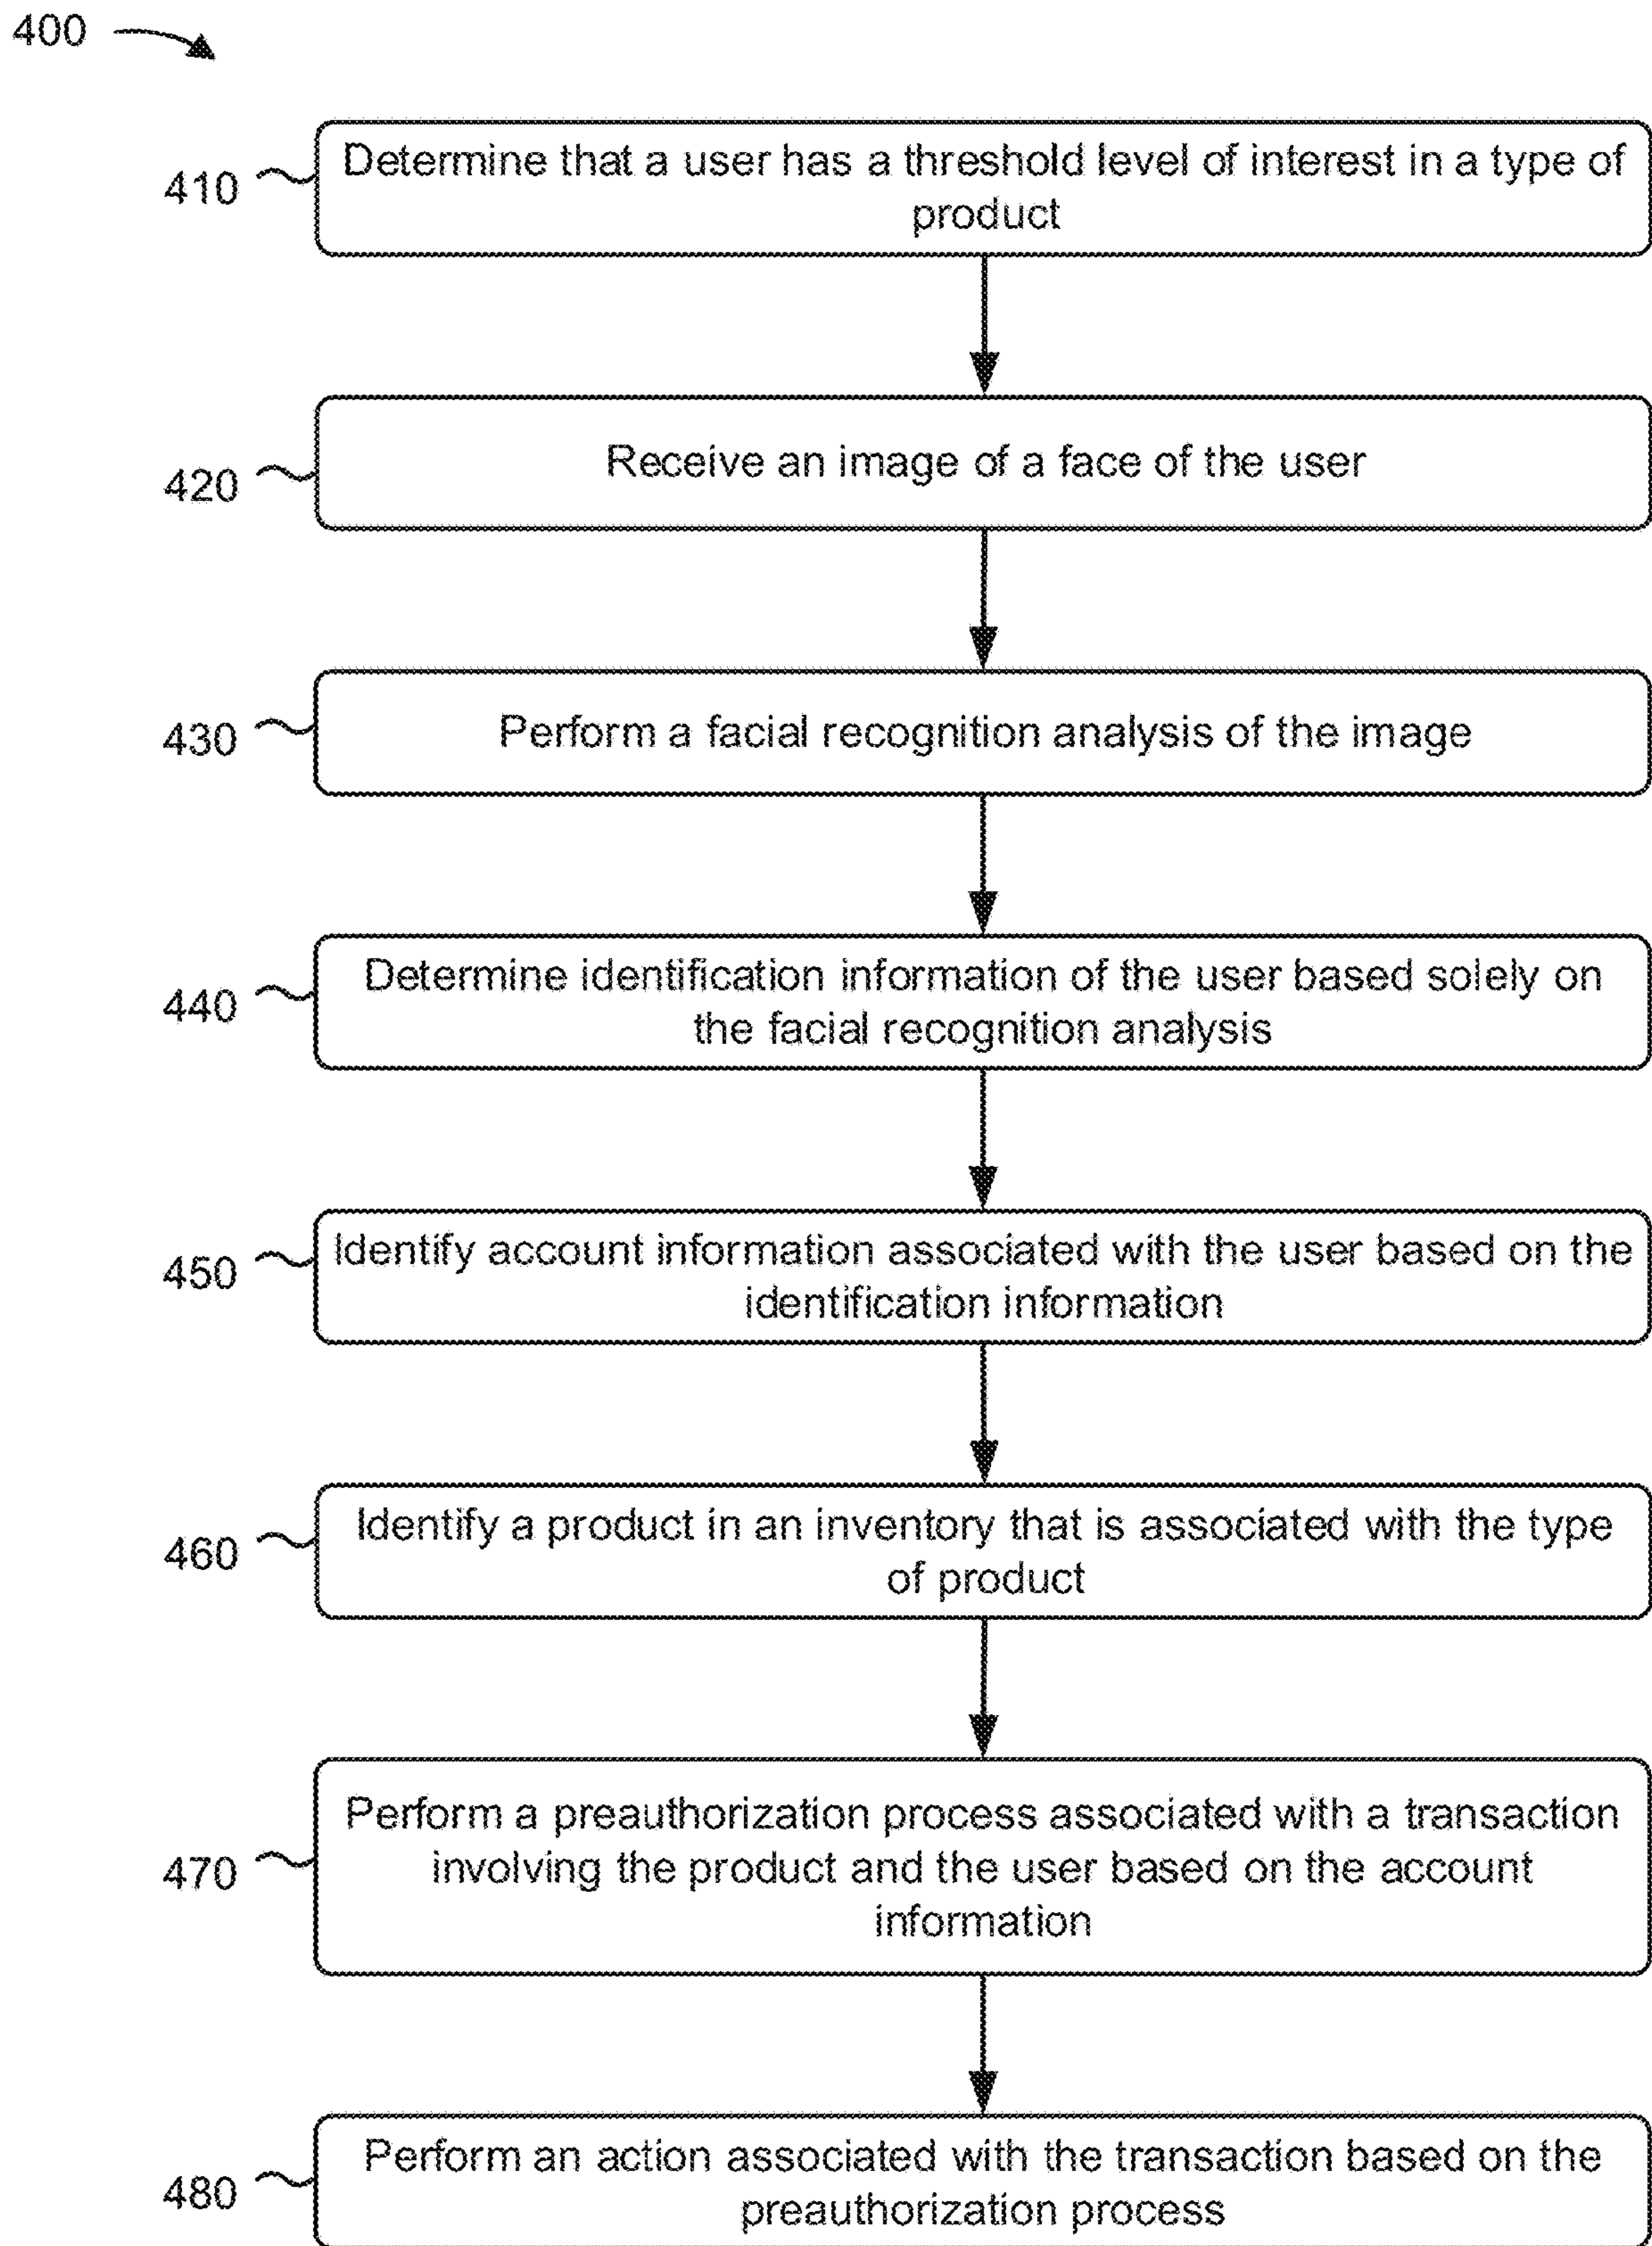 400
410
Determine that a user has a threshold level of interest in a type of
product
420
Receive an image of a face of the user
430
Perform a facial recognition analysis of the image
440
Determine identification information of the user based solely on
the facial recognition analysis
450
Identify account information associated with the user based on the
identification information
460
Identify a product in an inventory that is associated with the type
of product
470
Perform a preauthorization process associated with a transaction
involving the product and the user based on the account
information
480
Perform an action associated with the transaction based on the
preauthorization process